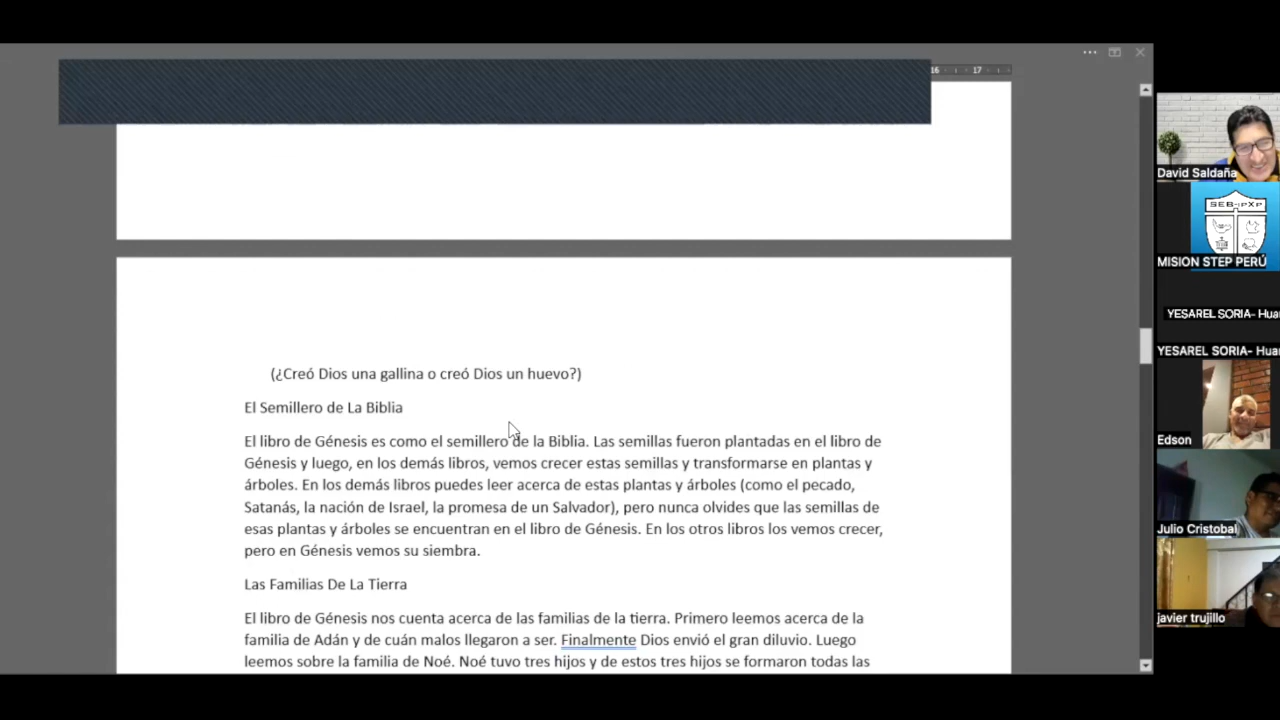 16 17
(¿Creó Dios una gallina o creó Dios un huevo?)
El Semillero de La Biblia
El libro de Génesis es como el semillero de la Biblia. Las semillas fueron plantadas en el libro de
Génesis y luego, en los demás libros, vemos crecer estas semillas y transformarse en plantas y
árboles. En los demás libros puedes leer acerca de estas plantas y árboles (como el pecado,
Satanás, la nación de Israel, la promesa de un Salvador), pero nunca olvides que las semillas de
esas plantas y árboles se encuentran en el libro de Génesis. En los otros libros los vemos crecer,
pero en Génesis vemos su siembra.
Las Familias De La Tierra
El libro de Génesis nos cuenta acerca de las familias de la tierra. Primero leemos acerca de la
familia de Adán y de cuán malos llegaron a ser. Finalmente Dios envió el gran diluvio. Luego
leemos sobre la familia de Noé. Noé tuvo tres hijos y de estos tres hijos se formaron todas las
David Saldaña
SEB-IPXP
MISION STEP PERÚ
YESAREL SORIA- Hua
YESAREL SORIA- Hua
Edson
Julio Cristobal
javier trujillo